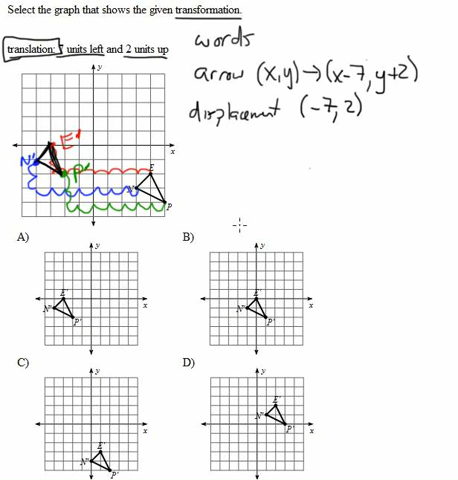 Select the graph that shows the given transformation.
translation: 7 units left and 2 units up
words
arrow (x,y)→(x-7, y+2)
displacement (-7,2)
y
x
E'
N'
P'
E
N
P
A)
y
x
E'
N'
P'
B)
y
x
E'
N'
P'
C)
y
x
E'
N'
P'
D)
y
x
E'
N'
P'